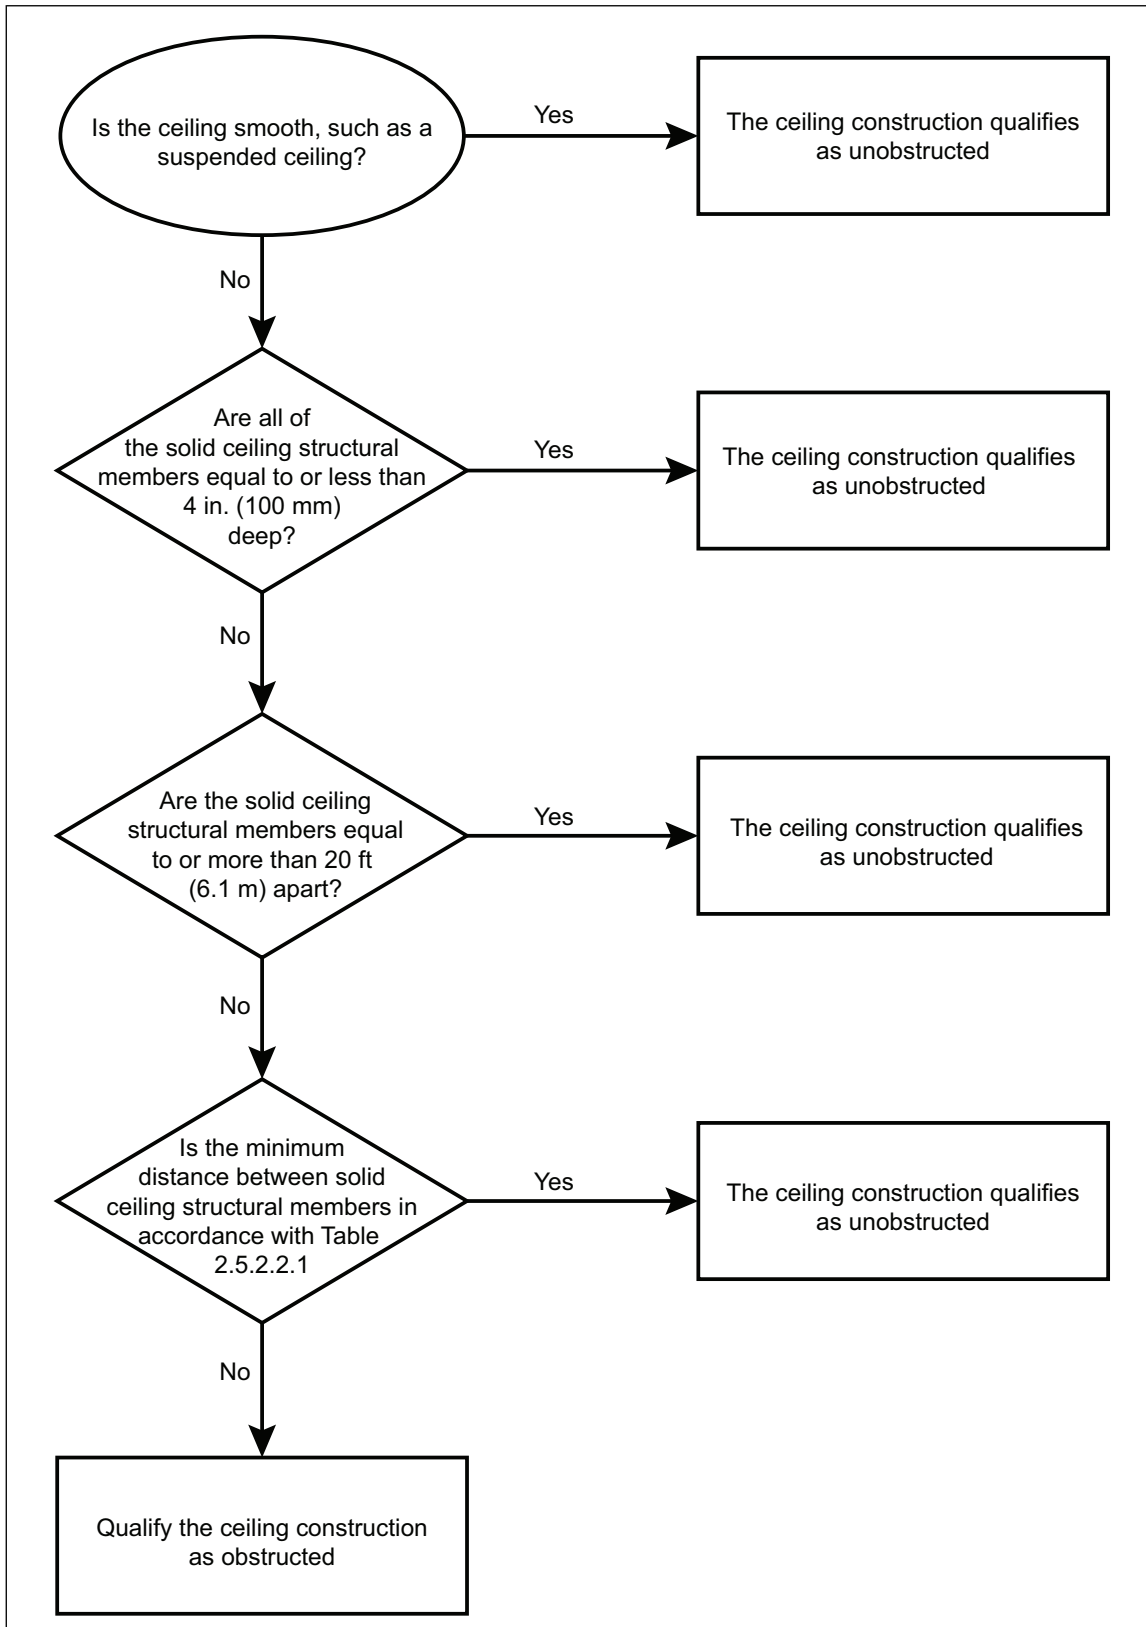 Is the ceiling smooth, such as a
suspended ceiling?
Yes
The ceiling construction qualifies
as unobstructed
No
Are all of
the solid ceiling structural
members equal to or less than
4 in. (100 mm)
deep?
Yes
The ceiling construction qualifies
as unobstructed
No
Are the solid ceiling
structural members equal
to or more than 20 ft
(6.1 m) apart?
Yes
The ceiling construction qualifies
as unobstructed
No
Is the minimum
distance between solid
ceiling structural members in
accordance with Table
2.5.2.2.1
Yes
The ceiling construction qualifies
as unobstructed
No
Qualify the ceiling construction
as obstructed